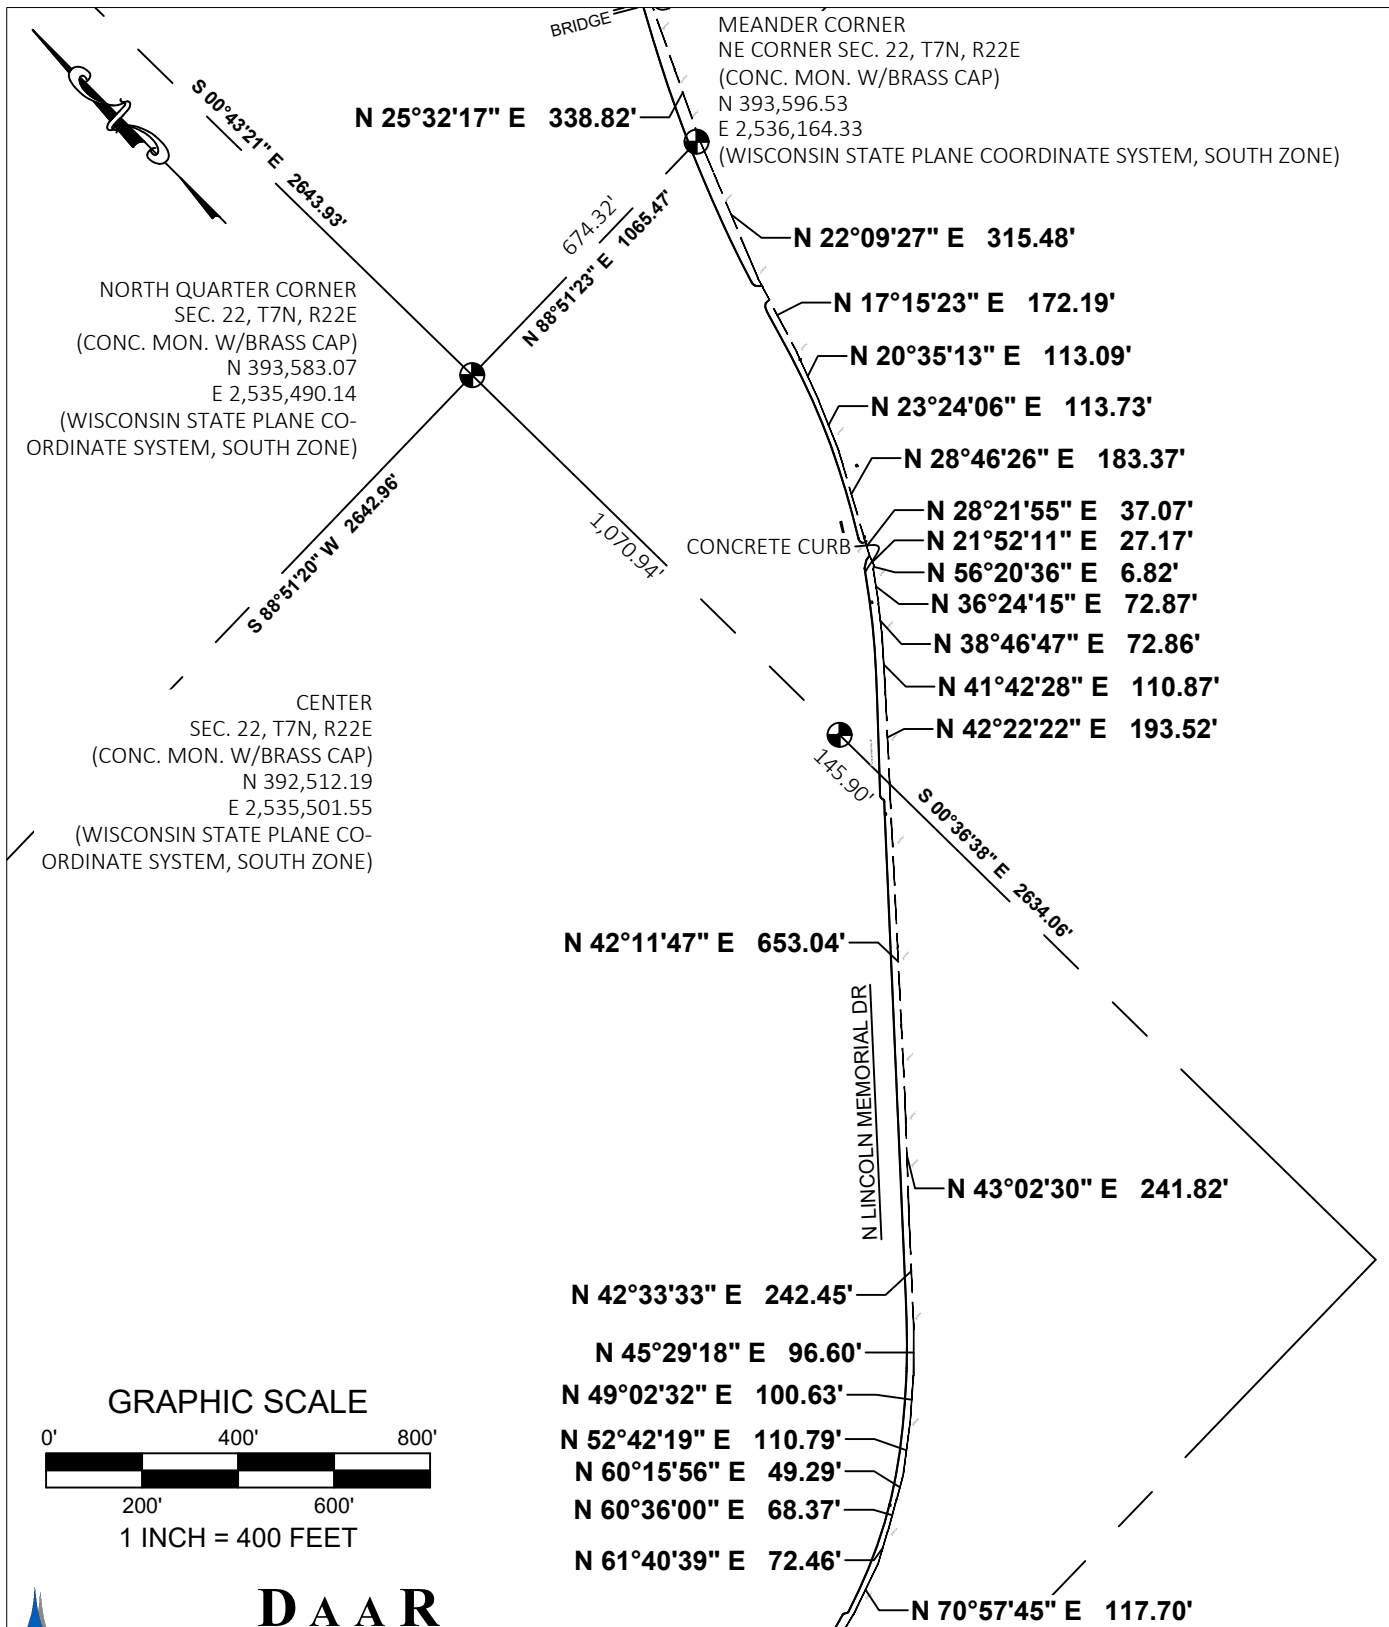 BRIDGE
MEANDER CORNER
NE CORNER SEC. 22, T7N, R22E
(CONC. MON. W/BRASS CAP)
N 393,596.53
E 2,536,164.33
(WISCONSIN STATE PLANE COORDINATE SYSTEM, SOUTH ZONE)
S 00°43'21" E 2643.93'
N 25°32'17" E 338.82'
674.32'
N 88°51'23" E 1065.47'
N 22°09'27" E 315.48'
NORTH QUARTER CORNER
SEC. 22, T7N, R22E
(CONC. MON. W/BRASS CAP)
N 393,583.07
E 2,535,490.14
(WISCONSIN STATE PLANE CO-
ORDINATE SYSTEM, SOUTH ZONE)
N 17°15'23" E 172.19'
N 20°35'13" E 113.09'
N 23°24'06" E 113.73'
N 28°46'26" E 183.37'
S 88°51'20" W 2642.96'
1,070.94'
CONCRETE CURB
N 28°21'55" E 37.07'
N 21°52'11" E 27.17'
N 56°20'36" E 6.82'
N 36°24'15" E 72.87'
N 38°46'47" E 72.86'
N 41°42'28" E 110.87'
N 42°22'22" E 193.52'
CENTER
SEC. 22, T7N, R22E
(CONC. MON. W/BRASS CAP)
N 392,512.19
E 2,535,501.55
(WISCONSIN STATE PLANE CO-
ORDINATE SYSTEM, SOUTH ZONE)
145.90'
S 00°36'38" E 2634.06'
N 42°11'47" E 653.04'
N LINCOLN MEMORIAL DR
N 43°02'30" E 241.82'
N 42°33'33" E 242.45'
N 45°29'18" E 96.60'
N 49°02'32" E 100.63'
N 52°42'19" E 110.79'
N 60°15'56" E 49.29'
N 60°36'00" E 68.37'
N 61°40'39" E 72.46'
N 70°57'45" E 117.70'
GRAPHIC SCALE
0' 400' 800'
200' 600'
1 INCH = 400 FEET
DAAR